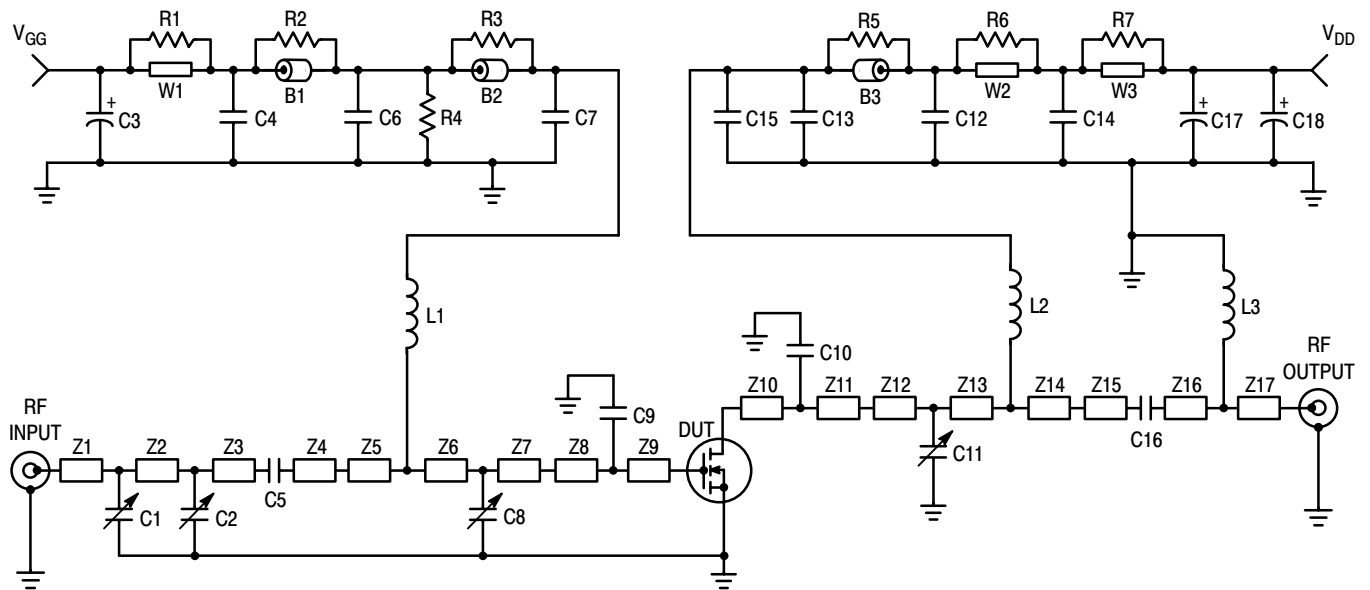 R1 R2 R3 R5 R6 R7
VGG VDD
W1 B1 B2 B3 W2 W3
+ C3 C4 C6 R4 C7 C15 C13 C12 C14 + C17 + C18
L1 L2 L3
C10
RF OUTPUT
Z10 Z11 Z12 Z13 Z14 Z15 Z16 Z17
C9
RF INPUT
DUT
C11 C16
Z1 Z2 Z3 Z4 Z5 Z6 Z7 Z8 Z9
C5
C1 C2 C8